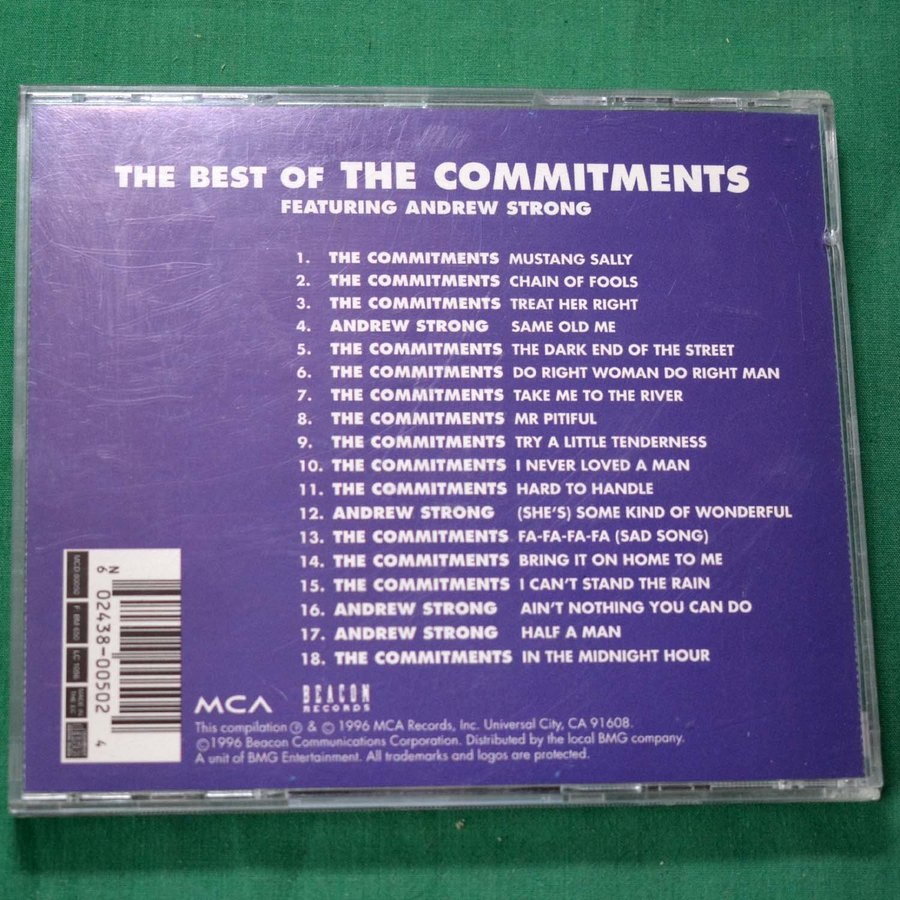 THE BEST OF THE COMMITMENTS
FEATURING ANDREW STRONG
1. THE COMMITMENTS MUSTANG SALLY
2. THE COMMITMENTS CHAIN OF FOOLS
3. THE COMMITMENTS TREAT HER RIGHT
4. ANDREW STRONG SAME OLD ME
5. THE COMMITMENTS THE DARK END OF THE STREET
6. THE COMMITMENTS DO RIGHT WOMAN DO RIGHT MAN
7. THE COMMITMENTS TAKE ME TO THE RIVER
8. THE COMMITMENTS MR PITIFUL
9. THE COMMITMENTS TRY A LITTLE TENDERNESS
10. THE COMMITMENTS I NEVER LOVED A MAN
11. THE COMMITMENTS HARD TO HANDLE
12. ANDREW STRONG (SHE'S) SOME KIND OF WONDERFUL
13. THE COMMITMENTS FA-FA-FA-FA (SAD SONG)
14. THE COMMITMENTS BRING IT ON HOME TO ME
15. THE COMMITMENTS I CAN'T STAND THE RAIN
16. ANDREW STRONG AIN'T NOTHING YOU CAN DO
17. ANDREW STRONG HALF A MAN
18. THE COMMITMENTS IN THE MIDNIGHT HOUR
N
6 02438-00502 4
MCA
BEACON
RECORDS
This compilation ℗ & © 1996 MCA Records, Inc. Universal City, CA 91608.
©1996 Beacon Communications Corporation. Distributed by the local BMG company.
A unit of BMG Entertainment. All trademarks and logos are protected.